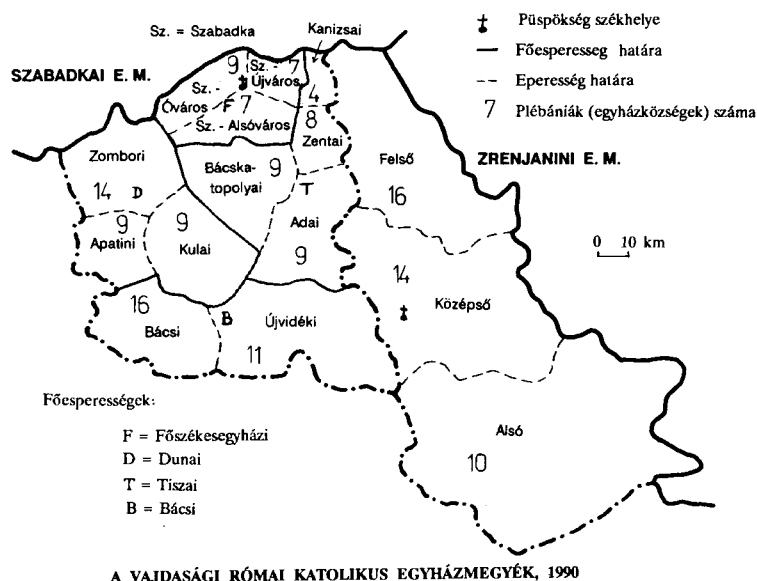 Sz. = Szabadka
Kanizsai
SZABADKAI E. M.
9
Sz. -
Óváros
Sz. -
7
Újváros
F
7
Sz. - Alsóváros
4
8
Zentai
Zombori
14
D
Bácska-
topolyai
9
T
Felső
16
ZRENJANINI E. M.
9
Apatini
9
Kulai
Adai
9
14
Középső
16
Bácsi
B
Újvidéki
11
Alsó
10
Püspökség székhelye
Főesperesseg határa
Eperesség határa
7
Plébániák (egyházközségek) száma
0 10 km
Főesperességek:
F = Főszékesegyházi
D = Dunai
T = Tiszai
B = Bácsi
A VAJDASÁGI RÓMAI KATOLIKUS EGYHÁZMEGYÉK, 1990